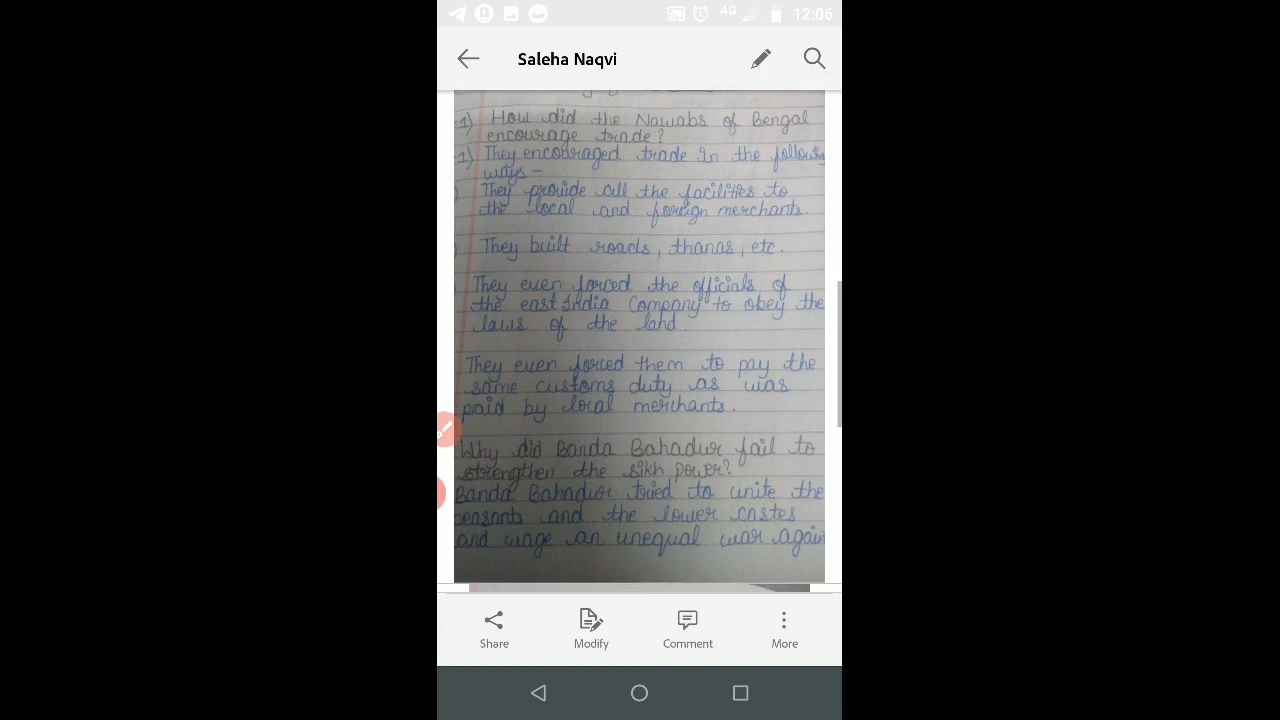 4G 12:06
Saleha Naqvi
1) How did the Nawabs of Bengal
encourage trade?
1) They encouraged trade in the following
ways -
) They provide all the facilities to
the local and foreign merchants.
) They built roads, thanas, etc.
They even forced the officials of
the east India Company to obey the
laws of the land.
They even forced them to pay the
same customs duty as was
paid by local merchants.
Why did Banda Bahadur fail to
strengthen the sikh power?
Banda Bahadur tried to unite the
peasants and the lower castes
and wage an unequal war again
Share Modify Comment More